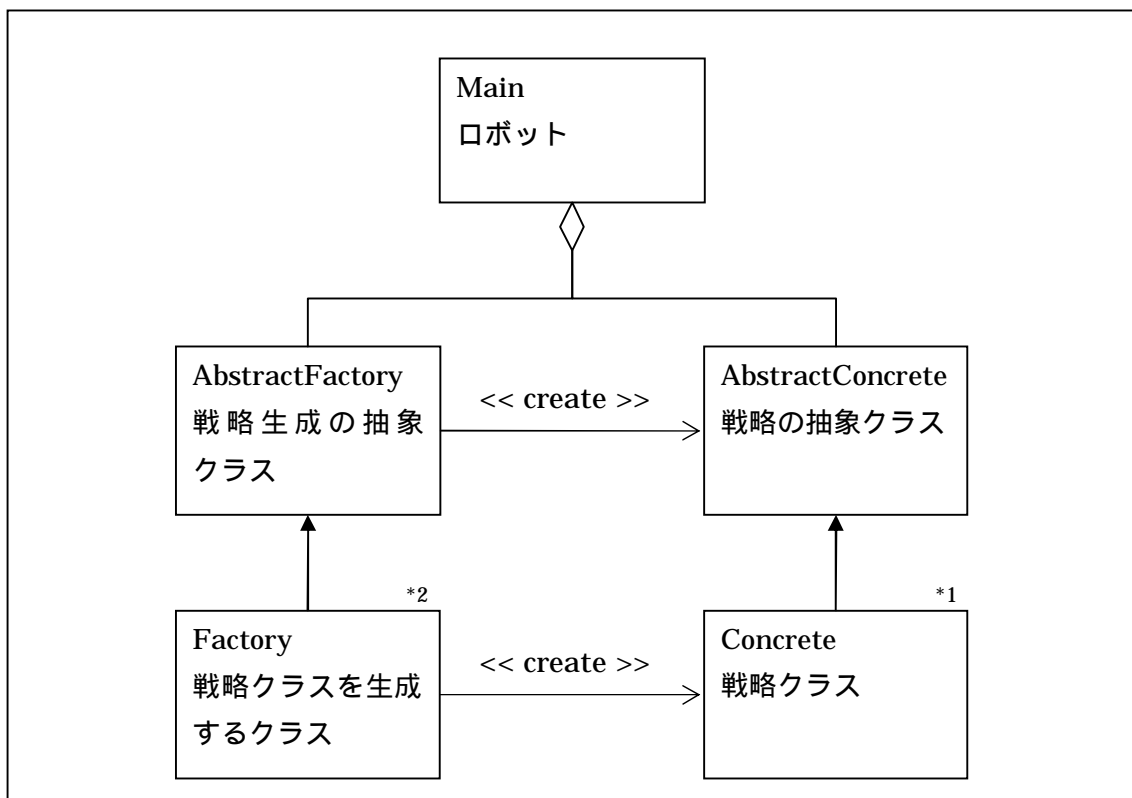 Main
ロボット
AbstractFactory
戦略生成の抽象
クラス
<< create >>
AbstractConcrete
戦略の抽象クラス
*2
*1
Factory
戦略クラスを生成
するクラス
<< create >>
Concrete
戦略クラス